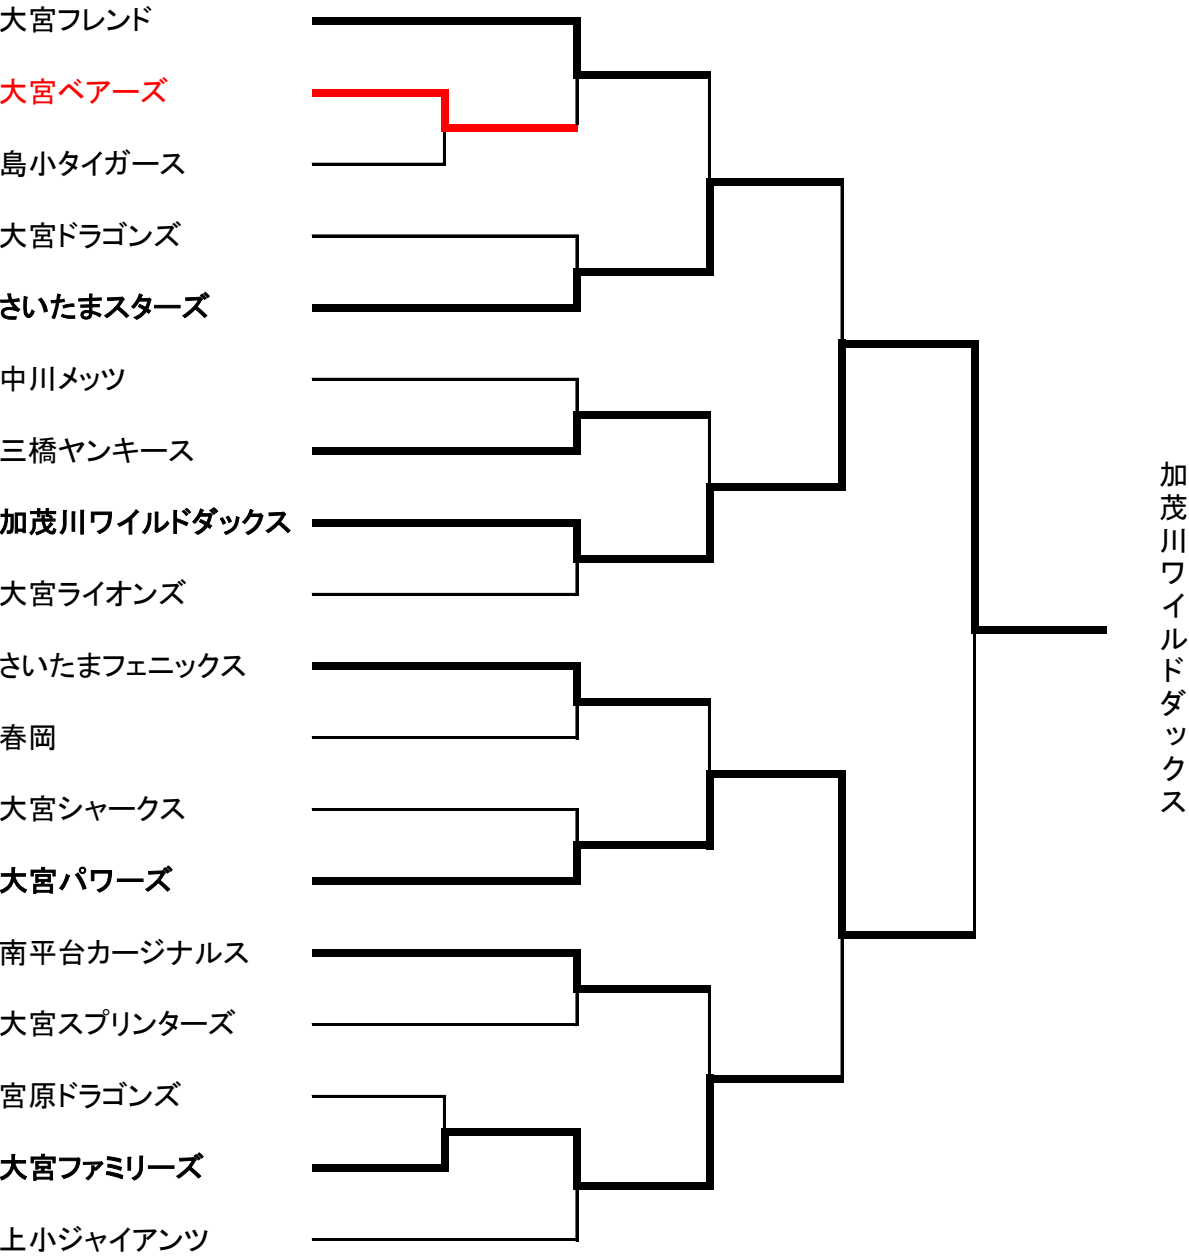 大宮フレンド
大宮ベアーズ
島小タイガース
大宮ドラゴンズ
さいたまスターズ
中川メッツ
三橋ヤンキース
加茂川ワイルドダックス
大宮ライオンズ
さいたまフェニックス
春岡
大宮シャークス
大宮パワーズ
南平台カージナルス
大宮スプリンターズ
宮原ドラゴンズ
大宮ファミリーズ
上小ジャイアンツ
加茂川ワイルドダックス